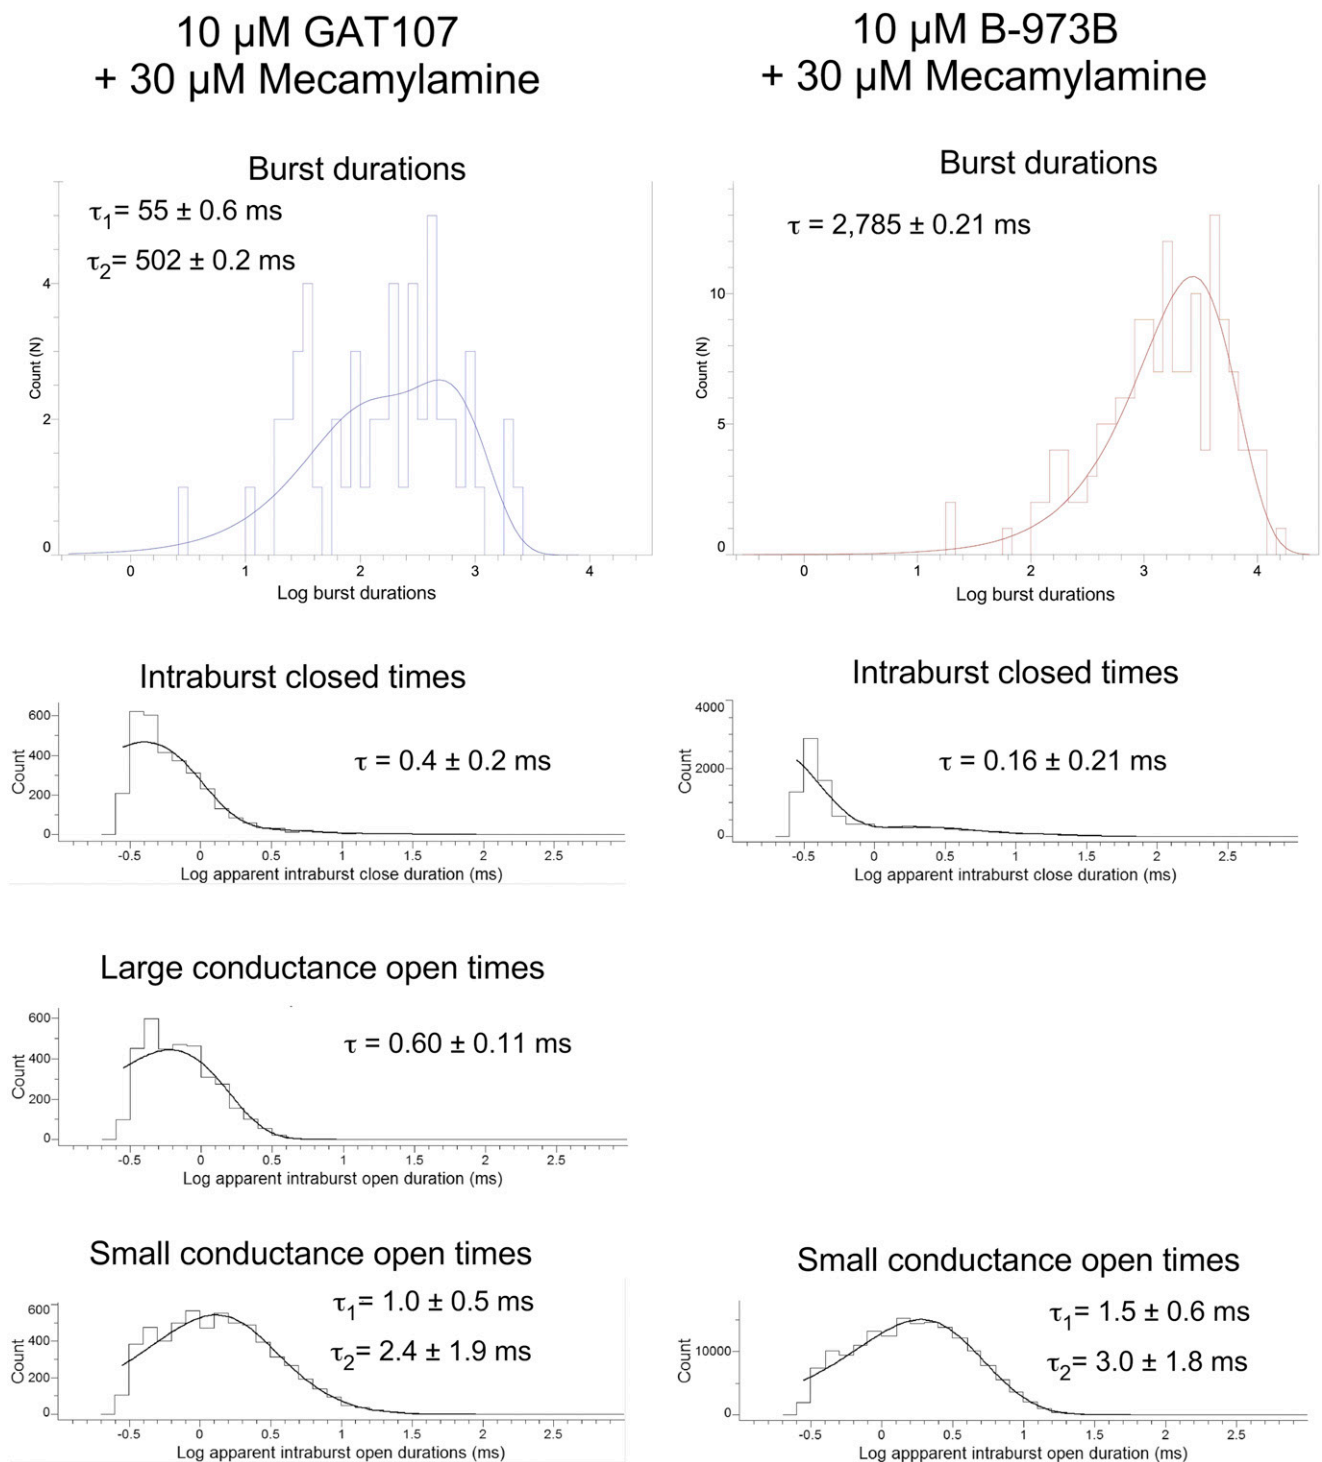 10 µM GAT107
+ 30 µM Mecamylamine
Burst durations
τ1= 55 ± 0.6 ms
τ2= 502 ± 0.2 ms
Count (N)
4
2
0
0 1 2 3 4
Log burst durations
Intraburst closed times
τ = 0.4 ± 0.2 ms
Count
600
400
200
0
-0.5 0 0.5 1 1.5 2 2.5
Log apparent intraburst close duration (ms)
Large conductance open times
τ = 0.60 ± 0.11 ms
Count
600
400
200
0
-0.5 0 0.5 1 1.5 2 2.5
Log apparent intraburst open duration (ms)
Small conductance open times
τ1= 1.0 ± 0.5 ms
τ2= 2.4 ± 1.9 ms
Count
600
400
200
0
-0.5 0 0.5 1 1.5 2 2.5
Log appparent intraburst open durations (ms)
10 µM B-973B
+ 30 µM Mecamylamine
Burst durations
τ = 2,785 ± 0.21 ms
Count (N)
10
5
0
0 1 2 3 4
Log burst durations
Intraburst closed times
τ = 0.16 ± 0.21 ms
Count
4000
2000
0
-0.5 0 0.5 1 1.5 2 2.5
Log apparent intraburst close duration (ms)
Small conductance open times
τ1= 1.5 ± 0.6 ms
τ2= 3.0 ± 1.8 ms
Count
10000
0
-0.5 0 0.5 1 1.5 2 2.5
Log appparent intraburst open duration (ms)